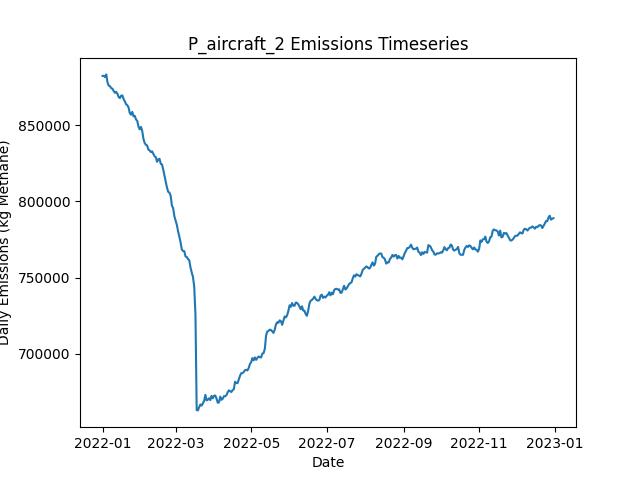 P_aircraft_2 Emissions Timeseries
Daily Emissions (kg Methane)
850000
800000
750000
700000
2022-01 2022-03 2022-05 2022-07 2022-09 2022-11 2023-01
Date